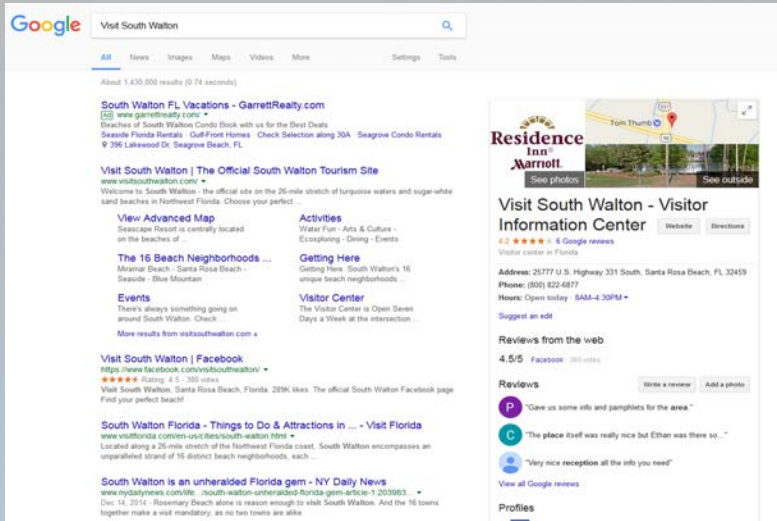 Google
Visit South Walton
All News Images Maps Videos More Settings Tools
About 1,430,000 results (0.74 seconds)
South Walton FL Vacations - GarrettRealty.com
Ad www.garrettrealty.com/
Beaches of South Walton Condo Book with us for the Best Deals
Seaside Florida Rentals · Gulf-Front Homes · Check Selection along 30A · Seagrove Condo Rentals
396 Lakewood Dr, Seagrove Beach, FL
Visit South Walton | The Official South Walton Tourism Site
www.visitsouthwalton.com/
Welcome to South Walton - the official site on the 26-mile stretch of turquoise waters and sugar-white
sand beaches in Northwest Florida. Choose your perfect ...
View Advanced Map
Seascape Resort is centrally located
on the beaches of ...
Activities
Water Fun - Arts & Culture -
Ecosploring - Dining - Events
The 16 Beach Neighborhoods ...
Miramar Beach - Santa Rosa Beach -
Seaside - Blue Mountain
Getting Here
Getting Here. South Walton's 16
unique beach neighborhoods ...
Events
There's always something going on
around South Walton. Check ...
Visitor Center
The Visitor Center is Open Seven
Days a Week at the intersection ...
More results from visitsouthwalton.com »
Visit South Walton | Facebook
https://www.facebook.com/visitsouthwalton/
Rating: 4.5 - 380 votes
Visit South Walton, Santa Rosa Beach, Florida. 289K likes. The official South Walton Facebook page
Find your perfect beach!
South Walton Florida - Things to Do & Attractions in ... - Visit Florida
www.visitflorida.com/en-us/cities/south-walton.html
Located along a 26-mile stretch of the Northwest Florida coast, South Walton encompasses an
unparalleled strand of 16 distinct beach neighborhoods, each ...
South Walton is an unheralded Florida gem - NY Daily News
www.nydailynews.com/life.../south-walton-unheralded-florida-gem-article-1.203983...
Dec 14, 2014 - Rosemary Beach alone is reason enough to visit South Walton. And the 16 towns
together make a visit mandatory, as no two towns are alike.
Residence
Inn
Marriott
Tom Thumb
See photos
See outside
Visit South Walton - Visitor
Information Center
Website
Directions
4.2 6 Google reviews
Visitor center in Florida
Address: 25777 U.S. Highway 331 South, Santa Rosa Beach, FL 32459
Phone: (800) 822-6877
Hours: Open today · 8AM–4:30PM
Suggest an edit
Reviews from the web
4.5/5 Facebook · 380 votes
Reviews
Write a review
Add a photo
P
"Gave us some info and pamphlets for the area."
C
"The place itself was really nice but Ethan was there so..."
"Very nice reception all the info you need"
View all Google reviews
Profiles